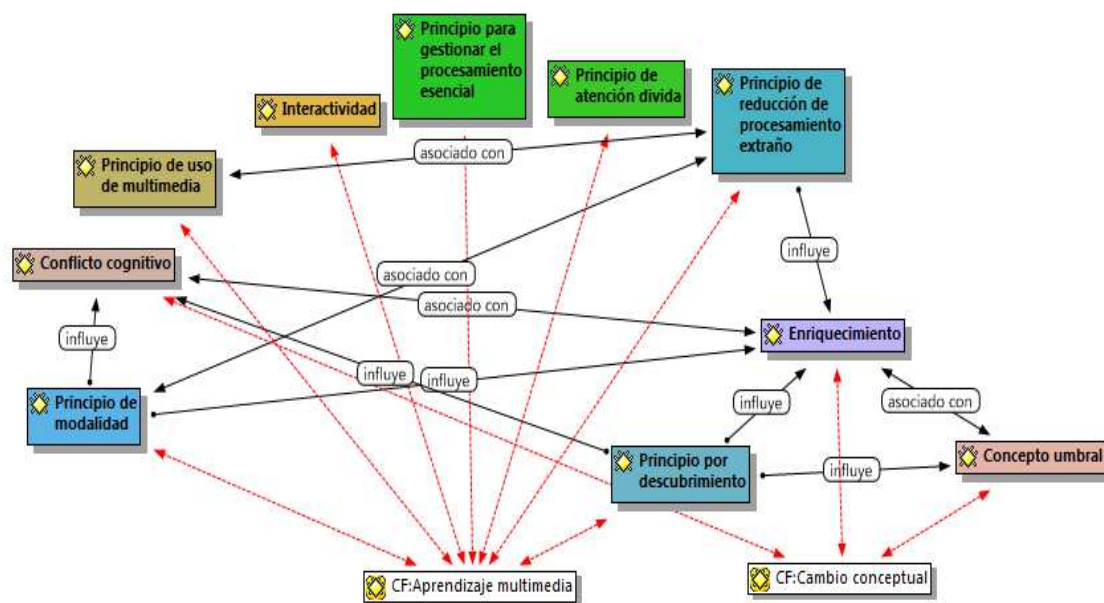 Principio para
gestionar el
procesamiento
esencial
Principio de
atención divida
Principio de
reducción de
procesamiento
extraño
Interactividad
asociado con
Principio de uso
de multimedia
influye
Conflicto cognitivo
asociado con
asociado con
influye
Enriquecimiento
influye
influye
Principio de
modalidad
influye
asociado con
Principio por
descubrimiento
influye
Concepto umbral
CF:Aprendizaje multimedia
CF:Cambio conceptual